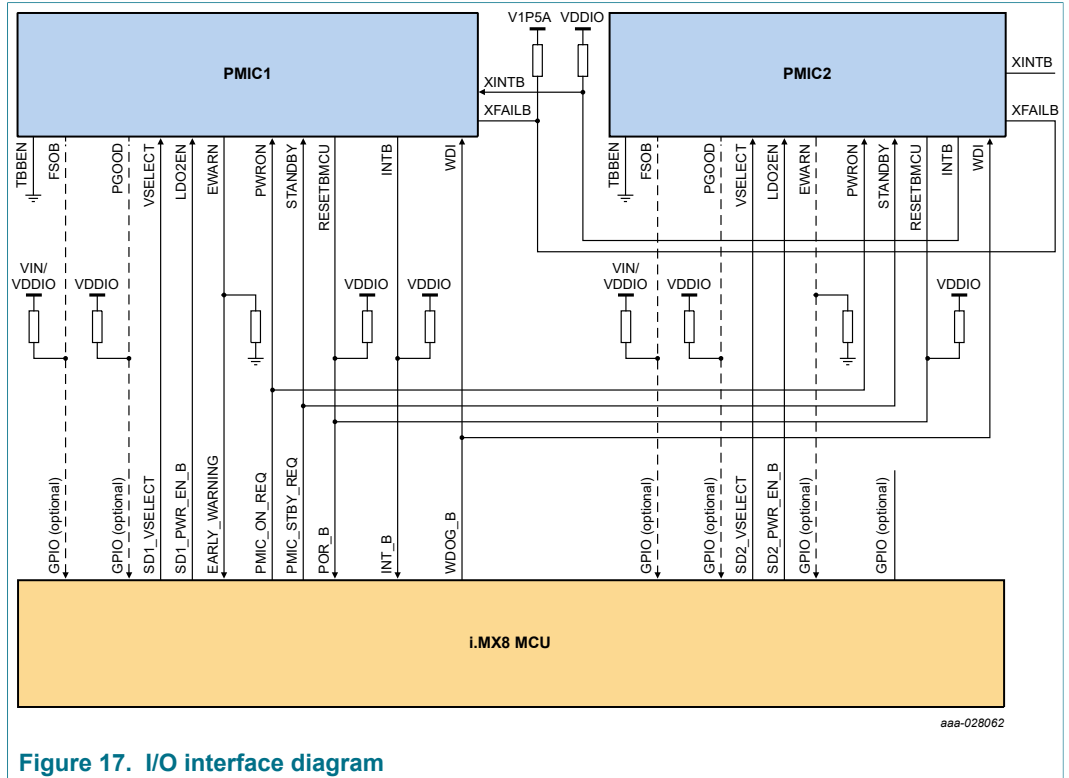 V1P5A
VDDIO
PMIC1
PMIC2
XINTB
XFAILB
XINTB
XFAILB
TBBEN
FSOB
PGOOD
VSELECT
LDO2EN
EWARN
PWRON
STANDBY
RESETBMCU
INTB
WDI
TBBEN
FSOB
PGOOD
VSELECT
LDO2EN
EWARN
PWRON
STANDBY
RESETBMCU
INTB
WDI
VIN/
VDDIO
VDDIO
VDDIO
VDDIO
VIN/
VDDIO
VDDIO
VDDIO
GPIO (optional)
GPIO (optional)
SD1_VSELECT
SD1_PWR_EN_B
EARLY_WARNING
PMIC_ON_REQ
PMIC_STBY_REQ
POR_B
INT_B
WDOG_B
GPIO (optional)
GPIO (optional)
SD2_VSELECT
SD2_PWR_EN_B
GPIO (optional)
GPIO (optional)
i.MX8 MCU
aaa-028062
Figure 17. I/O interface diagram